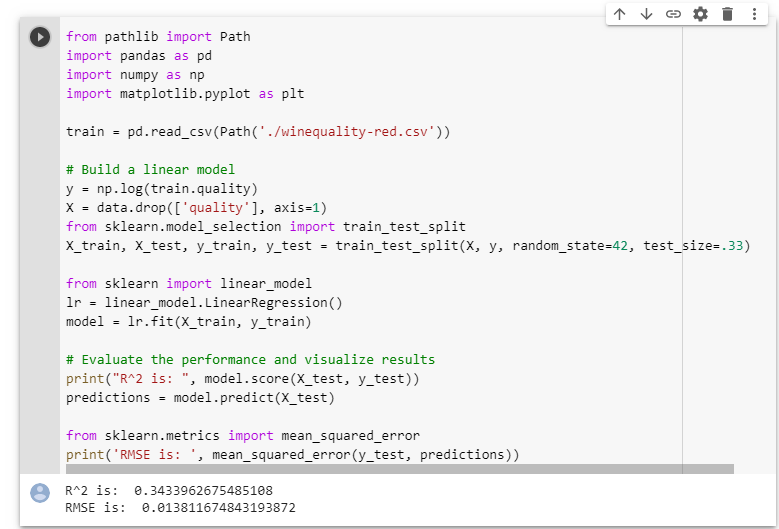 from pathlib import Path
import pandas as pd
import numpy as np
import matplotlib.pyplot as plt
train = pd.read_csv(Path('./winequality-red.csv'))
# Build a linear model
y = np.log(train.quality)
X = data.drop(['quality'], axis=1)
from sklearn.model_selection import train_test_split
X_train, X_test, y_train, y_test = train_test_split(X, y, random_state=42, test_size=.33)
from sklearn import linear_model
lr = linear_model.LinearRegression()
model = lr.fit(X_train, y_train)
# Evaluate the performance and visualize results
print("R^2 is: ", model.score(X_test, y_test))
predictions = model.predict(X_test)
from sklearn.metrics import mean_squared_error
print('RMSE is: ', mean_squared_error(y_test, predictions))
R^2 is:  0.3433962675485108
RMSE is:  0.013811674843193872